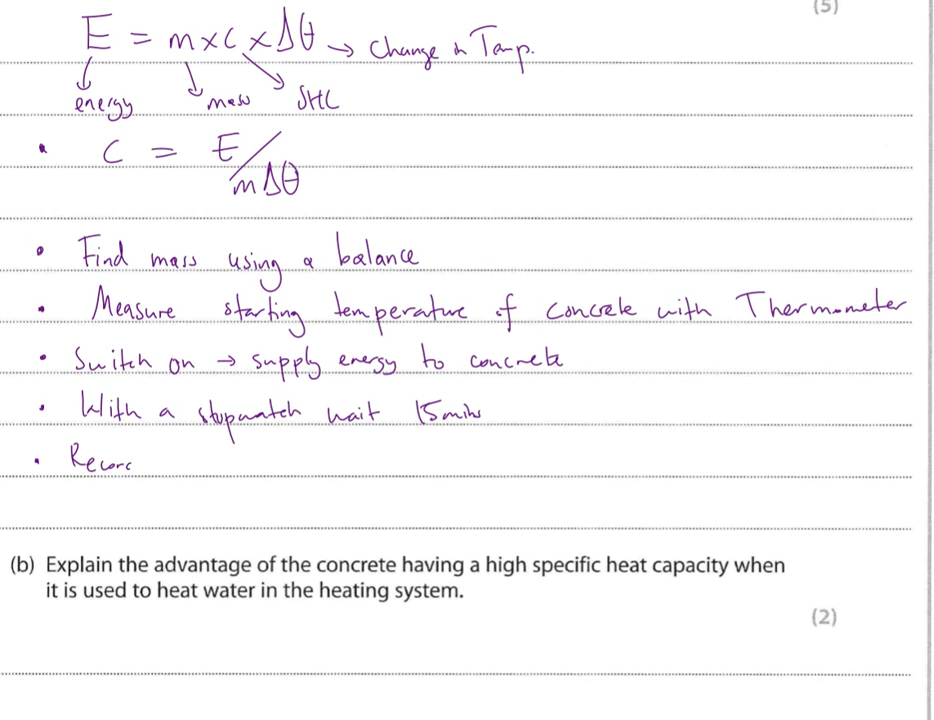 (5)
E = m × c × Δθ → Change in Temp.
energy mass SHC
• C = E/mΔθ
• Find mass using a balance
• Measure starting temperature of concrete with Thermometer
• Switch on → supply energy to concrete
• With a stopwatch wait 15mins
• Recorc
(b) Explain the advantage of the concrete having a high specific heat capacity when
it is used to heat water in the heating system.
(2)